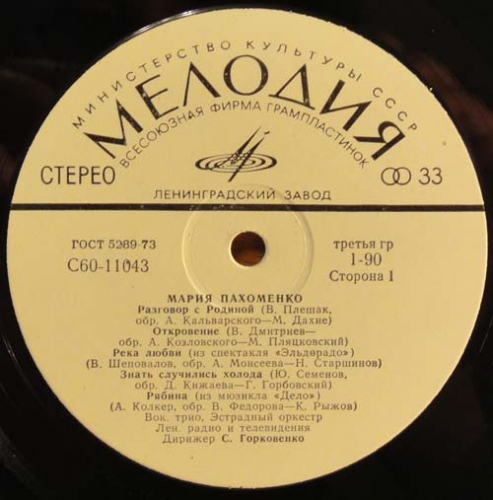 МИНИСТЕРСТВО КУЛЬТУРЫ СССР
МЕЛОДИЯ
ВСЕСОЮЗНАЯ ФИРМА ГРАМПЛАСТИНОК
СТЕРЕО
33
ЛЕНИНГРАДСКИЙ ЗАВОД
ГОСТ 5289-73
третья гр
С60-11043
1-90
Сторона 1
МАРИЯ ПАХОМЕНКО
Разговор с Родиной (В. Плешак,
обр. А. Кальварского—М. Дахие)
Откровение (В. Дмитриев—
обр. А. Козловского—М. Пляцковский)
Река любви (из спектакля «Эльдорадо»)
(В. Шеповалов, обр. А. Моисеева—Н. Старшинов)
Знать случились холода (Ю. Семенов,
обр. Д. Кижаева—Г. Горбовский)
Рябина (из мюзикла «Дело»)
(А. Колкер, обр. В. Федорова—К. Рыжов)
Вок. трио, Эстрадный оркестр
Лен. радио и телевидения
Дирижер С. Горковенко